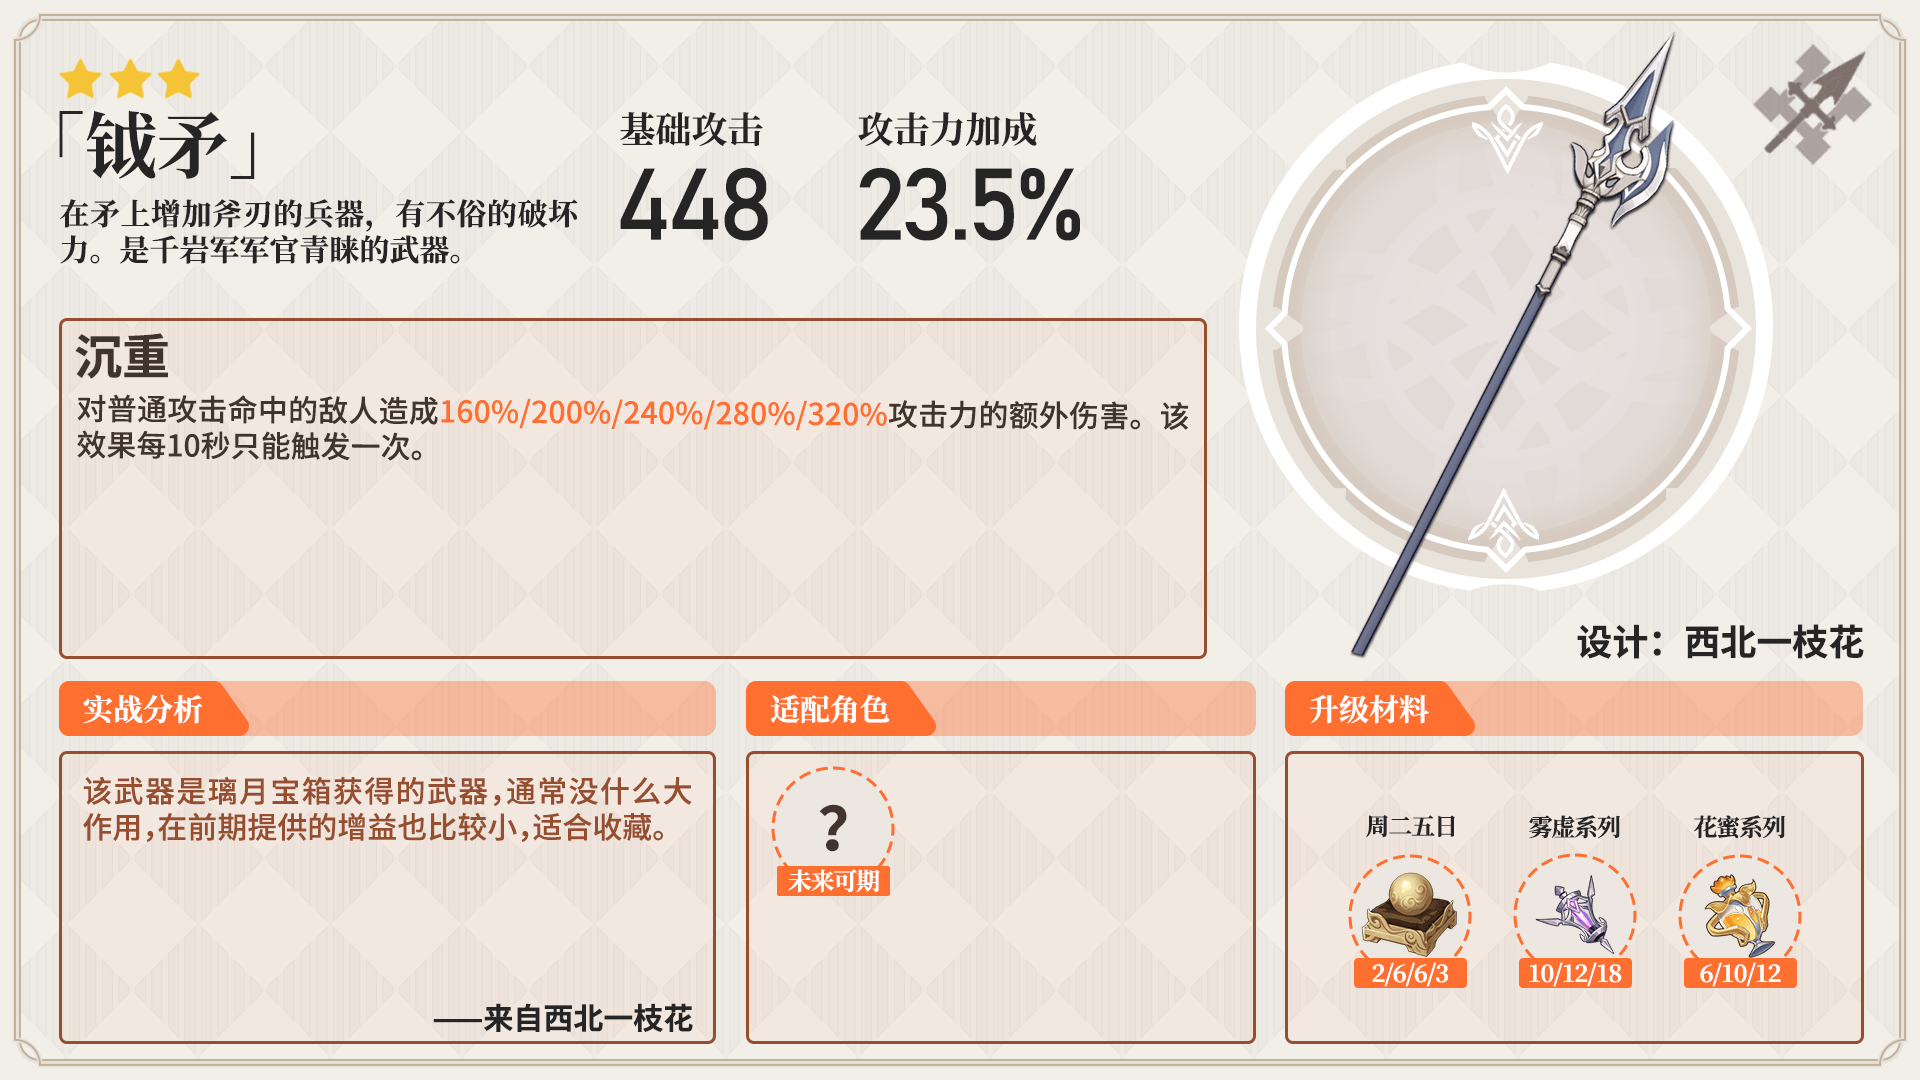 「钺矛」
在矛上增加斧刃的兵器，有不俗的破坏
力。是千岩军军官青睐的武器。
基础攻击
448
攻击力加成
23.5%
沉重
对普通攻击命中的敌人造成160%/200%/240%/280%/320%攻击力的额外伤害。该
效果每10秒只能触发一次。
设计：西北一枝花
实战分析
该武器是璃月宝箱获得的武器，通常没什么大
作用，在前期提供的增益也比较小，适合收藏。
——来自西北一枝花
适配角色
?
未来可期
升级材料
周二五日
2/6/6/3
雾虚系列
10/12/18
花蜜系列
6/10/12